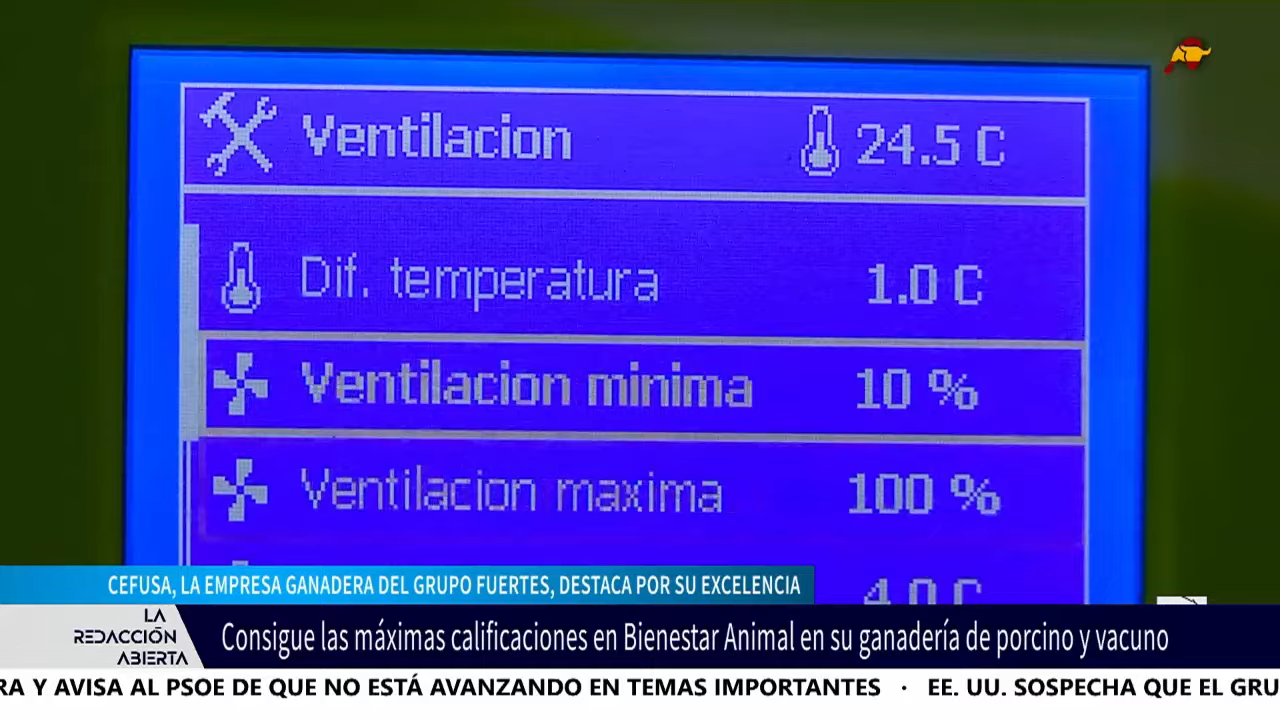 Ventilacion 24.5 C
Dif. temperatura 1.0 C
Ventilacion minima 10 %
Ventilacion maxima 100 %
4.0 C
CEFUSA, LA EMPRESA GANADERA DEL GRUPO FUERTES, DESTACA POR SU EXCELENCIA
LA
REDACCIÓN
ABIERTA
Consigue las máximas calificaciones en Bienestar Animal en su ganadería de porcino y vacuno
RA Y AVISA AL PSOE DE QUE NO ESTÁ AVANZANDO EN TEMAS IMPORTANTES · EE. UU. SOSPECHA QUE EL GRU